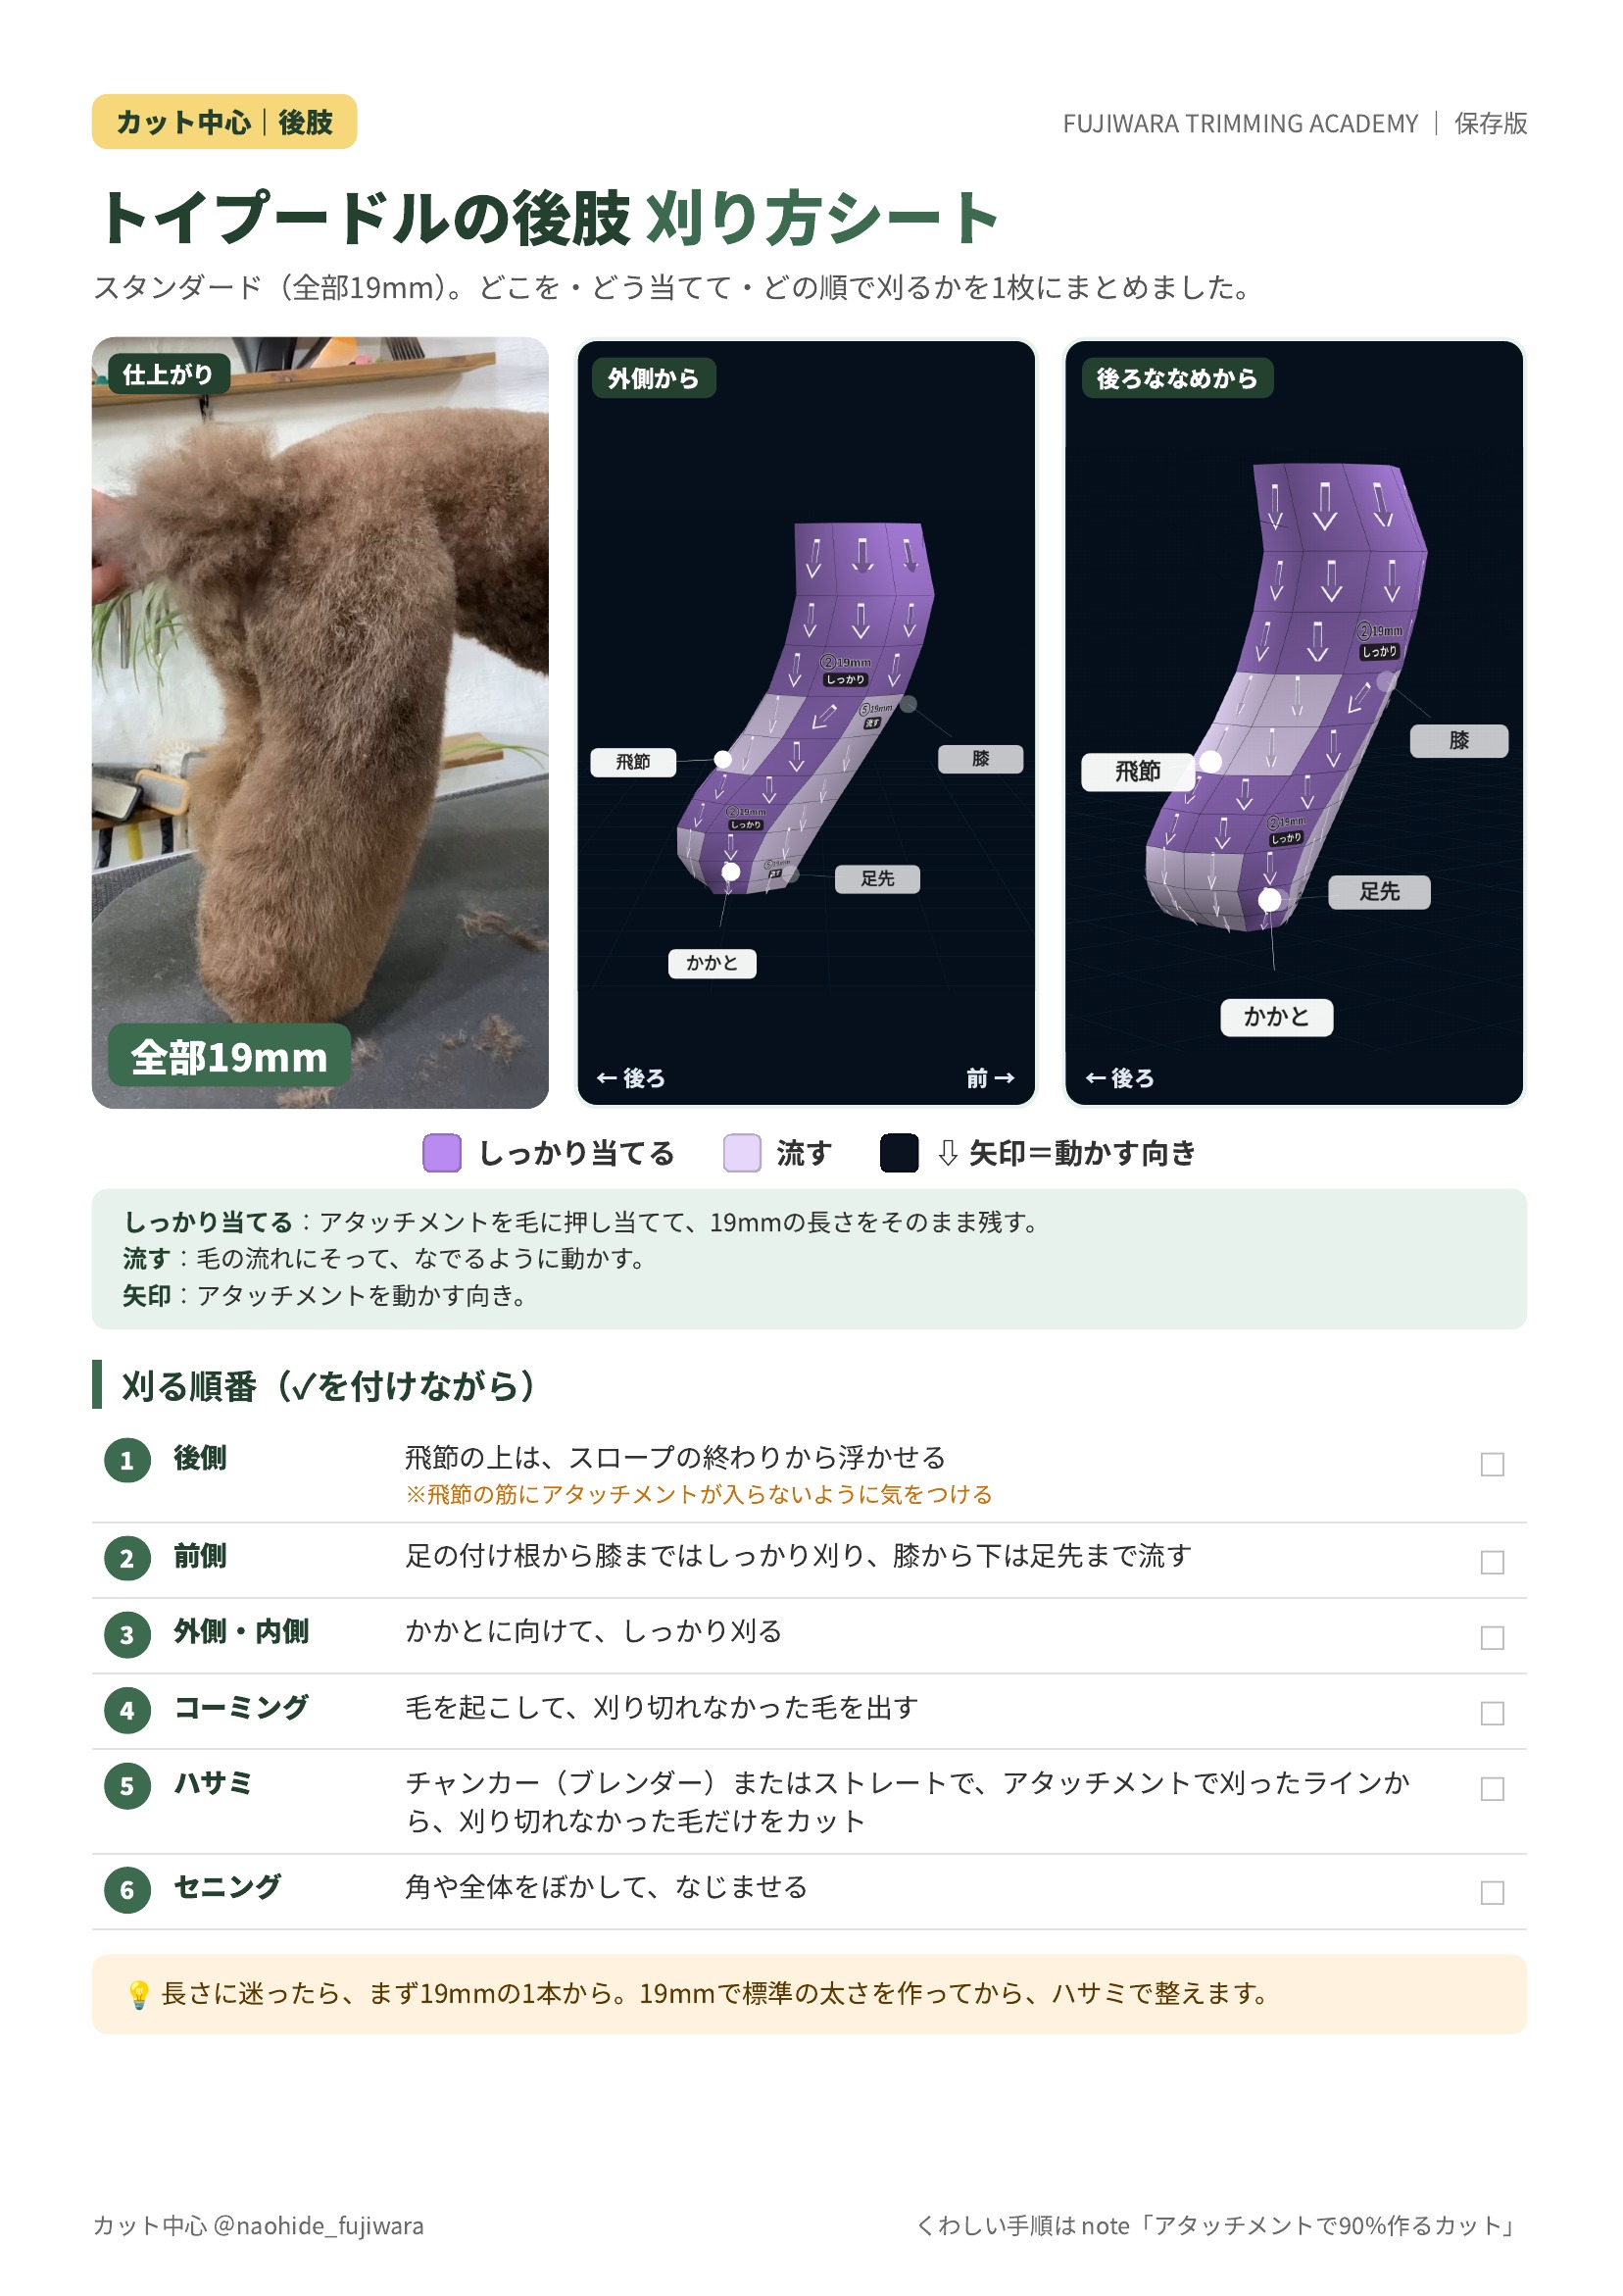 カット中心｜後肢
FUJIWARA TRIMMING ACADEMY ｜ 保存版
トイプードルの後肢 刈り方シート
スタンダード（全部19mm）。どこを・どう当てて・どの順で刈るかを1枚にまとめました。
仕上がり
全部19mm
外側から
②19mm
しっかり
⑤19mm
流す
飛節
膝
②19mm
しっかり
足先
かかと
← 後ろ
前 →
後ろななめから
②19mm
しっかり
膝
飛節
②19mm
しっかり
足先
かかと
← 後ろ
しっかり当てる
流す
⇩ 矢印＝動かす向き
しっかり当てる：アタッチメントを毛に押し当てて、19mmの長さをそのまま残す。
流す：毛の流れにそって、なでるように動かす。
矢印：アタッチメントを動かす向き。
刈る順番（✓を付けながら）
1 後側 飛節の上は、スロープの終わりから浮かせる
※飛節の筋にアタッチメントが入らないように気をつける
2 前側 足の付け根から膝まではしっかり刈り、膝から下は足先まで流す
3 外側・内側 かかとに向けて、しっかり刈る
4 コーミング 毛を起こして、刈り切れなかった毛を出す
5 ハサミ チャンカー（ブレンダー）またはストレートで、アタッチメントで刈ったラインか
ら、刈り切れなかった毛だけをカット
6 セニング 角や全体をぼかして、なじませる
💡 長さに迷ったら、まず19mmの1本から。19mmで標準の太さを作ってから、ハサミで整えます。
カット中心 @naohide_fujiwara
くわしい手順は note「アタッチメントで90%作るカット」